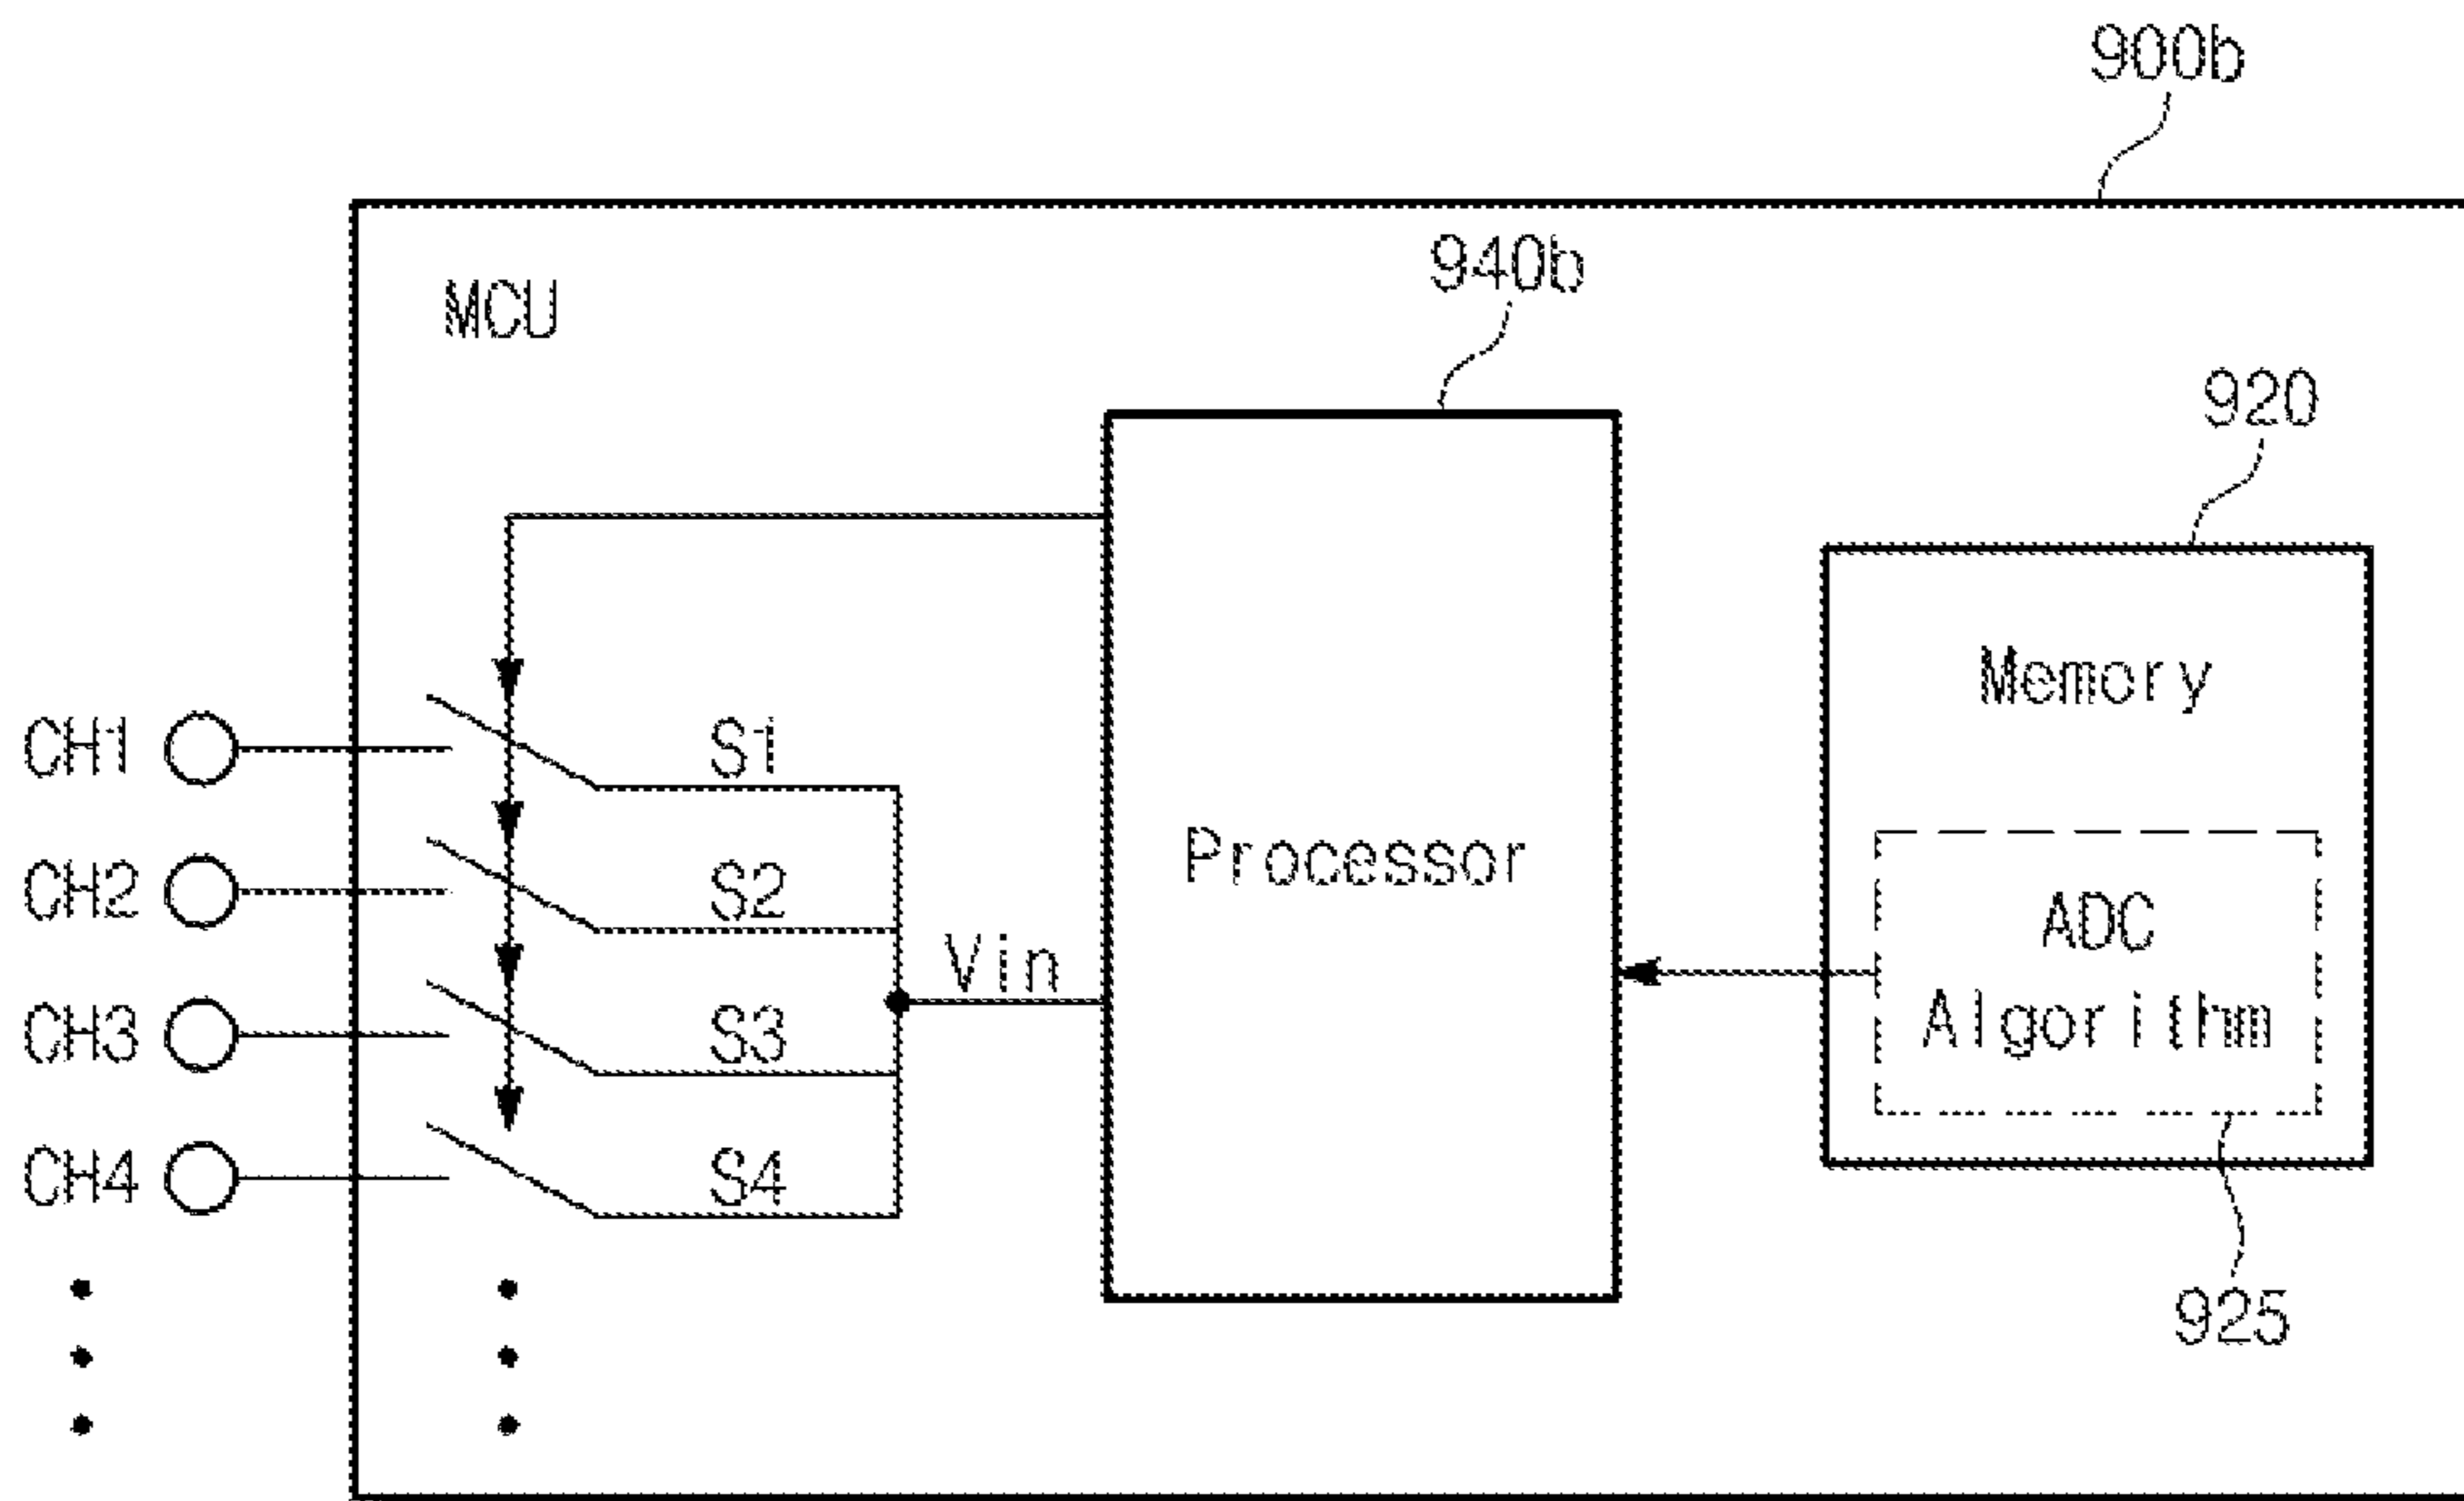 900b
940b
MCU
920
Memory
CH1
S1
Processor
CH2
S2
ADC
Vin
Algorithm
CH3
S3
CH4
S4
925